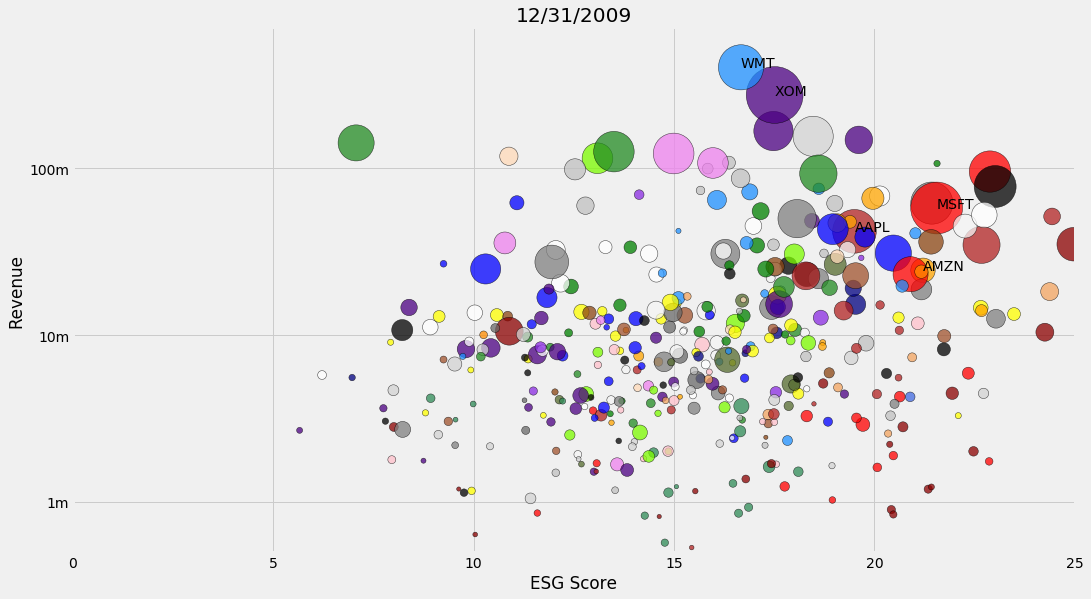 12/31/2009
WMT
XOM
100m
MSFT
AAPL
AMZN
Revenue
10m
1m
0 5 10 15 20 25
ESG Score